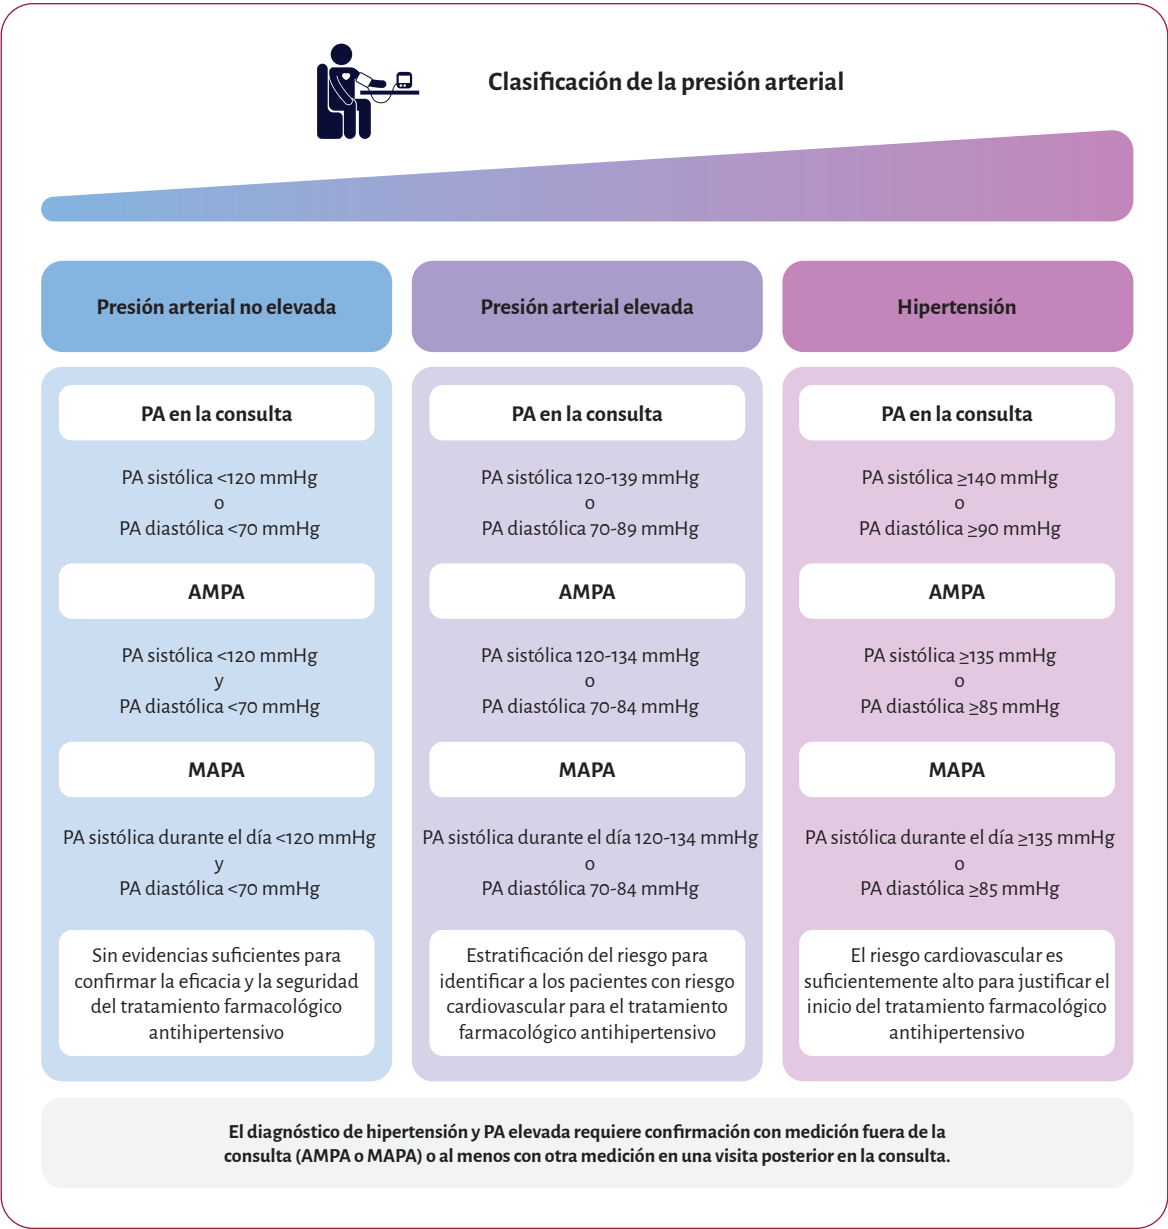 Clasificación de la presión arterial
Presión arterial no elevada
PA en la consulta
PA sistólica <120 mmHg
o
PA diastólica <70 mmHg
AMPA
PA sistólica <120 mmHg
y
PA diastólica <70 mmHg
MAPA
PA sistólica durante el día <120 mmHg
y
PA diastólica <70 mmHg
Sin evidencias suficientes para
confirmar la eficacia y la seguridad
del tratamiento farmacológico
antihipertensivo
Presión arterial elevada
PA en la consulta
PA sistólica 120-139 mmHg
o
PA diastólica 70-89 mmHg
AMPA
PA sistólica 120-134 mmHg
o
PA diastólica 70-84 mmHg
MAPA
PA sistólica durante el día 120-134 mmHg
o
PA diastólica 70-84 mmHg
Estratificación del riesgo para
identificar a los pacientes con riesgo
cardiovascular para el tratamiento
farmacológico antihipertensivo
Hipertensión
PA en la consulta
PA sistólica ≥140 mmHg
o
PA diastólica ≥90 mmHg
AMPA
PA sistólica ≥135 mmHg
o
PA diastólica ≥85 mmHg
MAPA
PA sistólica durante el día ≥135 mmHg
o
PA diastólica ≥85 mmHg
El riesgo cardiovascular es
suficientemente alto para justificar el
inicio del tratamiento farmacológico
antihipertensivo
El diagnóstico de hipertensión y PA elevada requiere confirmación con medición fuera de la
consulta (AMPA o MAPA) o al menos con otra medición en una visita posterior en la consulta.